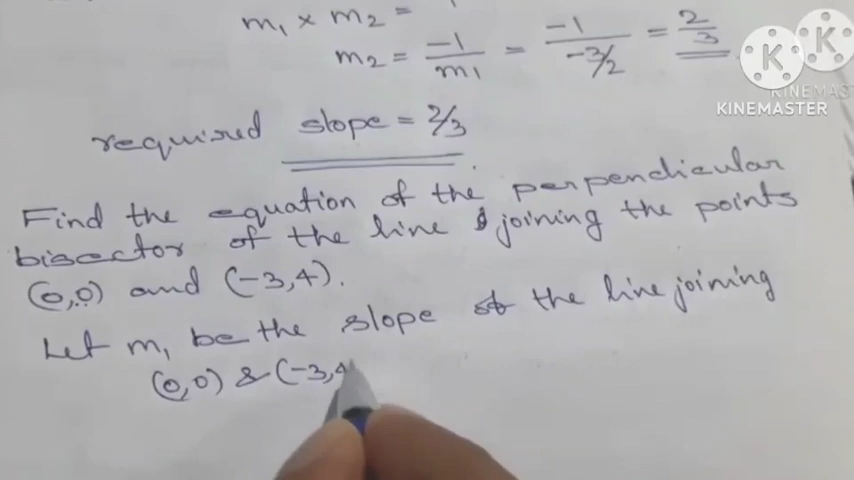 m₁ × m₂ =
m₂ = -1/m1 = -1/(-3/2) = 2/3
KINEMAS
KINEMASTER
required slope = 2/3
Find the equation of the perpendicular
bisector of the line joining the points
(0,0) and (-3,4).
Let m₁ be the slope of the line joining
(0,0) & (-3,4